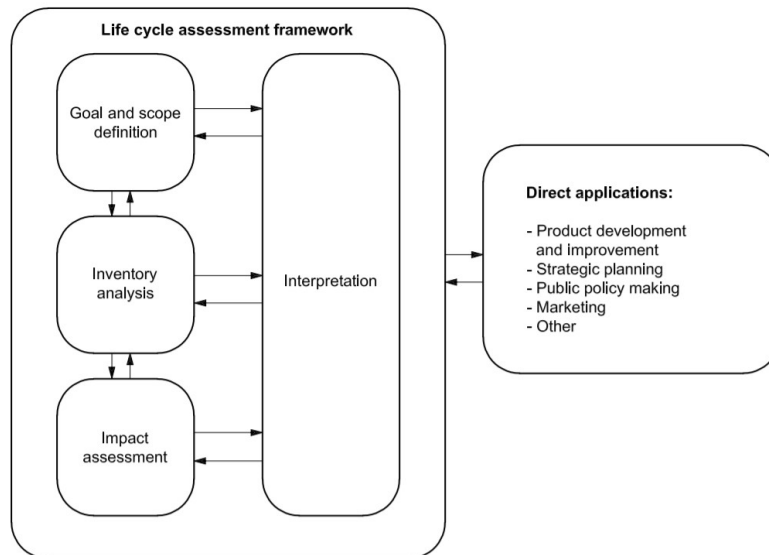 Life cycle assessment framework
Goal and scope
definition
Inventory
analysis
Impact
assessment
Interpretation
Direct applications:
- Product development
and improvement
- Strategic planning
- Public policy making
- Marketing
- Other